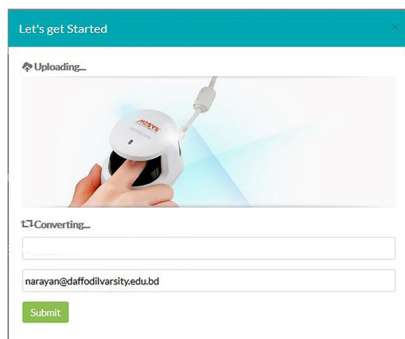 Let's get Started
×
Uploading...
Converting...
narayan@daffodilvarsity.edu.bd
Submit